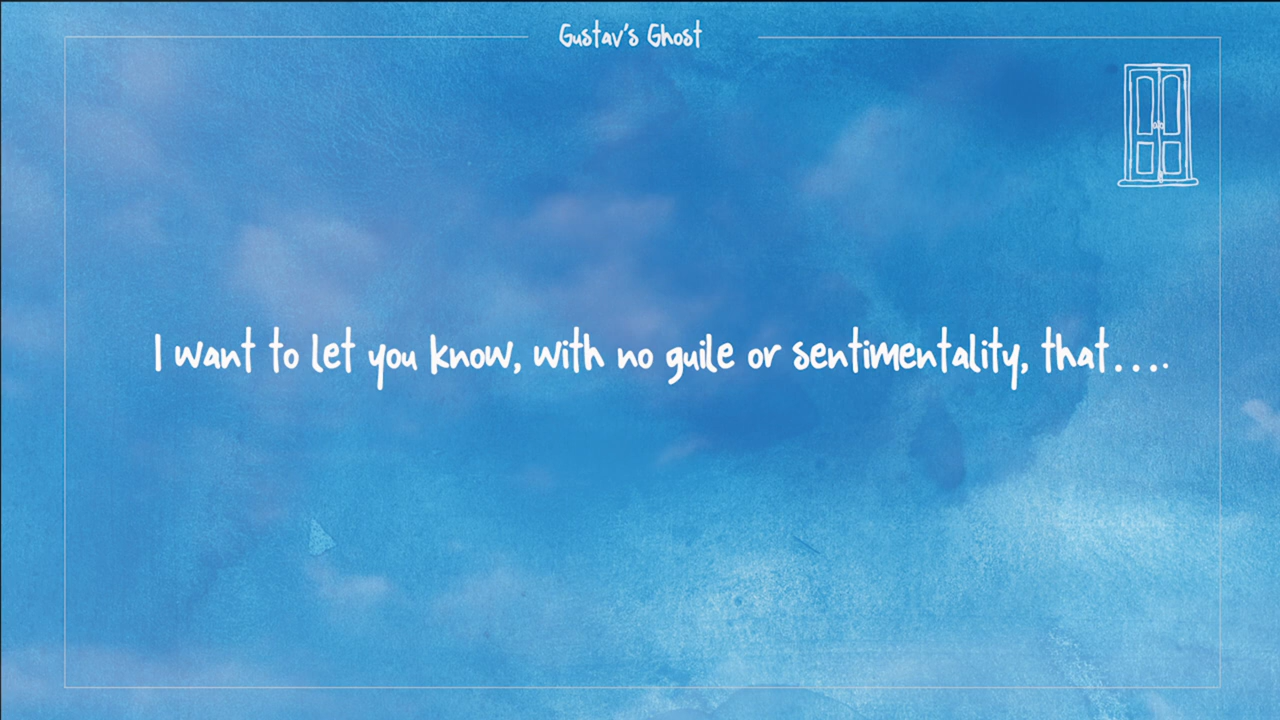 Gustav's Ghost
I want to let you know, with no guile or sentimentality, that....